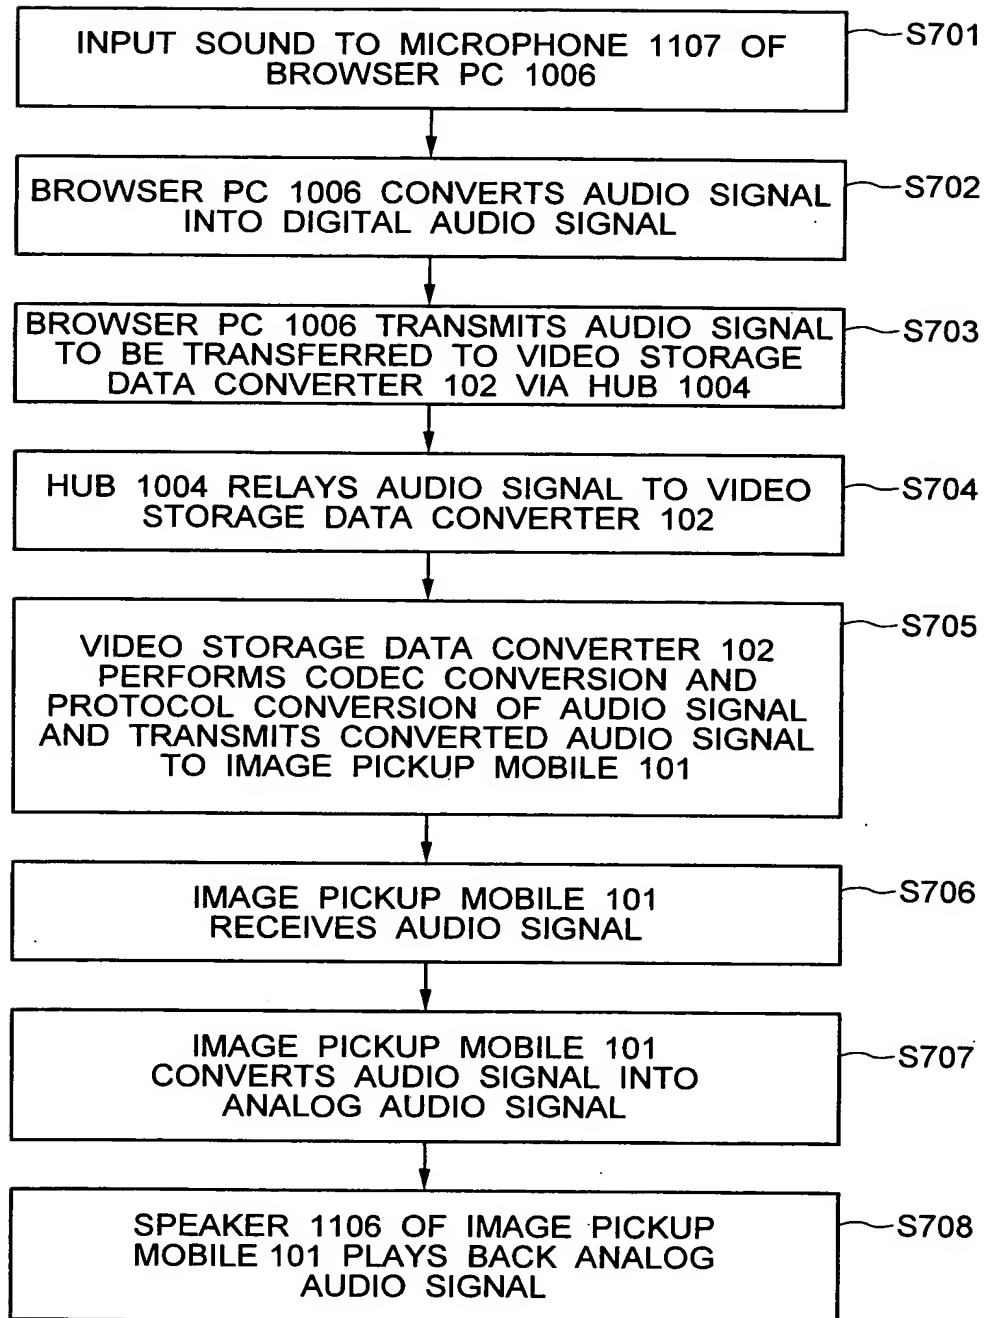 INPUT SOUND TO MICROPHONE 1107 OF
BROWSER PC 1006
S701
BROWSER PC 1006 CONVERTS AUDIO SIGNAL
INTO DIGITAL AUDIO SIGNAL
S702
BROWSER PC 1006 TRANSMITS AUDIO SIGNAL
TO BE TRANSFERRED TO VIDEO STORAGE
DATA CONVERTER 102 VIA HUB 1004
S703
HUB 1004 RELAYS AUDIO SIGNAL TO VIDEO
STORAGE DATA CONVERTER 102
S704
VIDEO STORAGE DATA CONVERTER 102
PERFORMS CODEC CONVERSION AND
PROTOCOL CONVERSION OF AUDIO SIGNAL
AND TRANSMITS CONVERTED AUDIO SIGNAL
TO IMAGE PICKUP MOBILE 101
S705
IMAGE PICKUP MOBILE 101
RECEIVES AUDIO SIGNAL
S706
IMAGE PICKUP MOBILE 101
CONVERTS AUDIO SIGNAL INTO
ANALOG AUDIO SIGNAL
S707
SPEAKER 1106 OF IMAGE PICKUP
MOBILE 101 PLAYS BACK ANALOG
AUDIO SIGNAL
S708